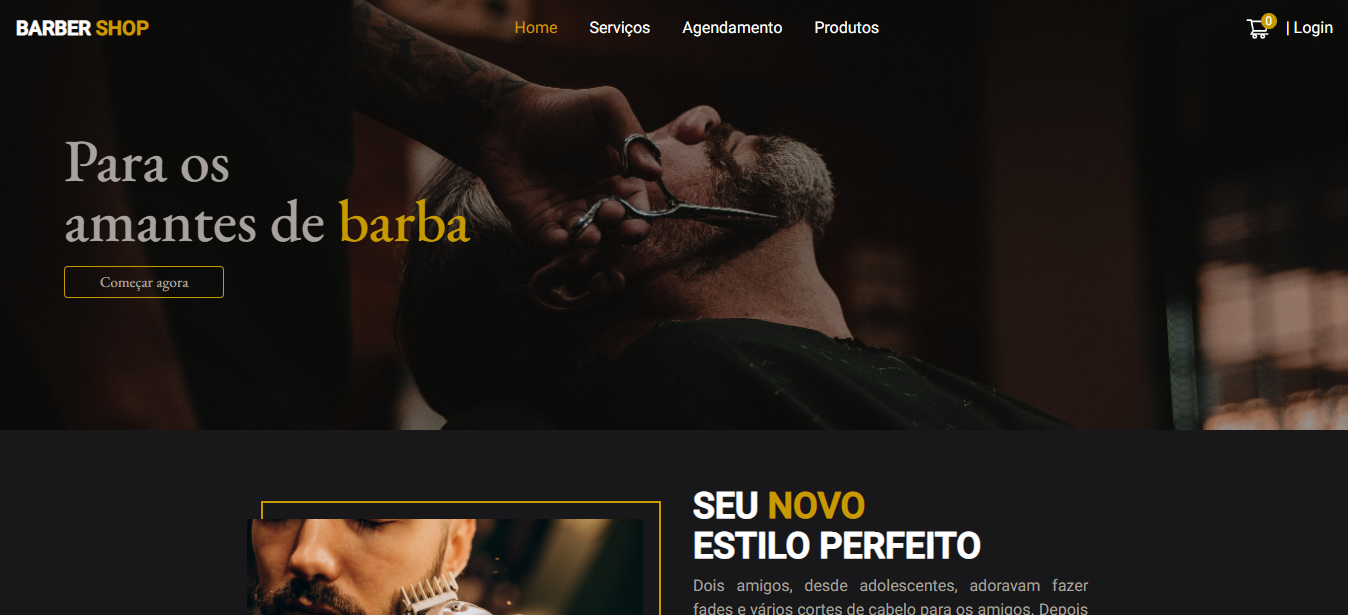 BARBER SHOP
Home Serviços Agendamento Produtos
0 | Login
Para os
amantes de barba
Começar agora
SEU NOVO
ESTILO PERFEITO
Dois amigos, desde adolescentes, adoravam fazer
fades e vários cortes de cabelo para os amigos. Depois